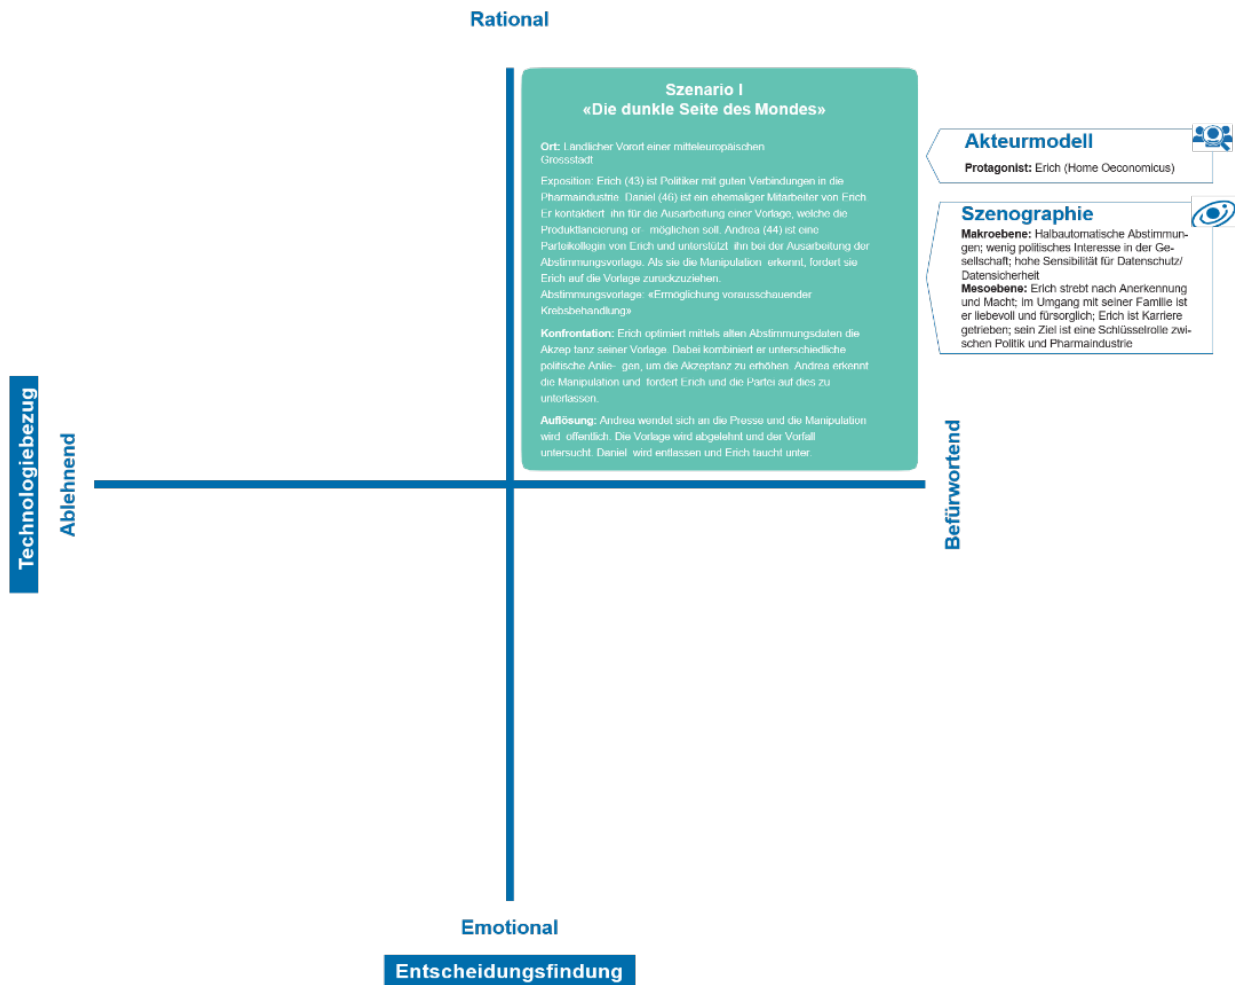 Rational
Szenario I
«Die dunkle Seite des Mondes»
Ort: Ländlicher Vorort einer mitteleuropäischen
Grossstadt
Exposition: Erich (43) ist Politiker mit guten Verbindungen in die
Pharmaindustrie. Daniel (46) ist ein ehemaliger Mitarbeiter von Erich.
Er kontaktiert ihn für die Ausarbeitung einer Vorlage, welche die
Produktlancierung er- möglichen soll. Andrea (44) ist eine
Parteikollegin von Erich und unterstützt ihn bei der Ausarbeitung der
Abstimmungsvorlage. Als sie die Manipulation erkennt, fordert sie
Erich auf die Vorlage zurückzuziehen.
Abstimmungsvorlage: «Ermöglichung vorausschauender
Krebsbehandlung»
Konfrontation: Erich optimiert mittels alten Abstimmungsdaten die
Akzep tanz seiner Vorlage. Dabei kombiniert er unterschiedliche
politische Anlie- gen, um die Akzeptanz zu erhöhen. Andrea erkennt
die Manipulation und fordert Erich und die Partei auf dies zu
unterlassen.
Auflösung: Andrea wendet sich an die Presse und die Manipulation
wird öffentlich. Die Vorlage wird abgelehnt und der Vorfall
untersucht. Daniel wird entlassen und Erich taucht unter.
Akteurmodell
Protagonist: Erich (Home Oeconomicus)
Szenographie
Makroebene: Halbautomatische Abstimmun-
gen; wenig politisches Interesse in der Ge-
sellschaft; hohe Sensibilität für Datenschutz/
Datensicherheit
Mesoebene: Erich strebt nach Anerkennung
und Macht; im Umgang mit seiner Familie ist
er liebevoll und fürsorglich; Erich ist Karriere
getrieben; sein Ziel ist eine Schlüsselrolle zwi-
schen Politik und Pharmaindustrie
Technologiebezug
Ablehnend
Befürwortend
Emotional
Entscheidungsfindung